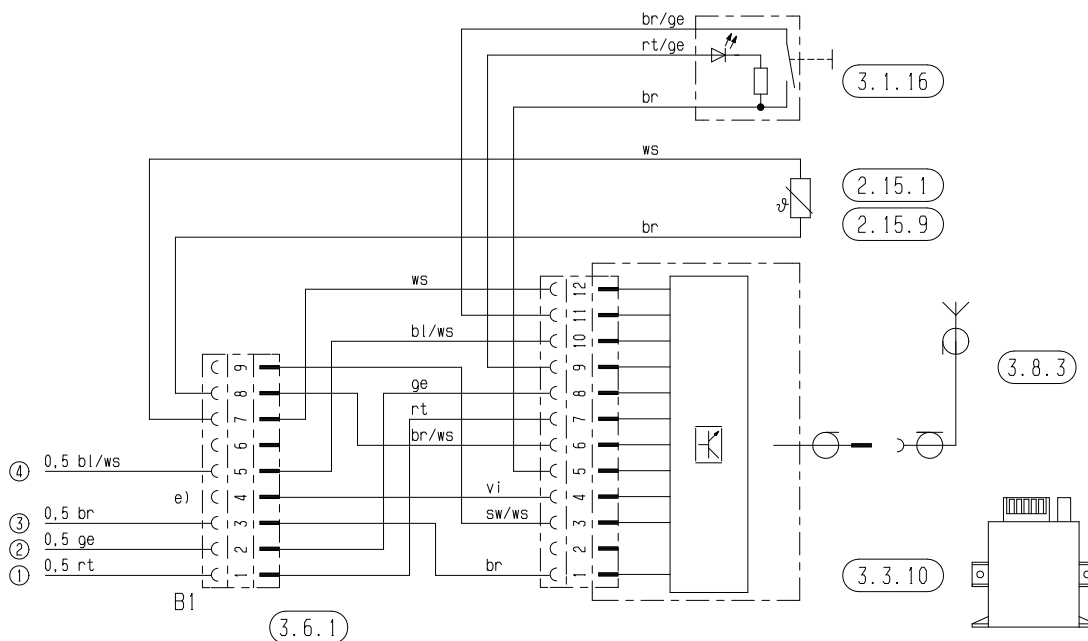 br/ge
rt/ge
3.1.16
br
ws
2.15.1
ϑ
2.15.9
br
ws
12
11
bl/ws
10
3.8.3
9
9
ge
8
8
rt
7
7
br/ws
6
6
4 0,5 bl/ws
5
5
e)
4
vi
4
3 0,5 br
3
sw/ws
3
2 0,5 ge
2
2
1 0,5 rt
1
br
1
3.3.10
B1
3.6.1